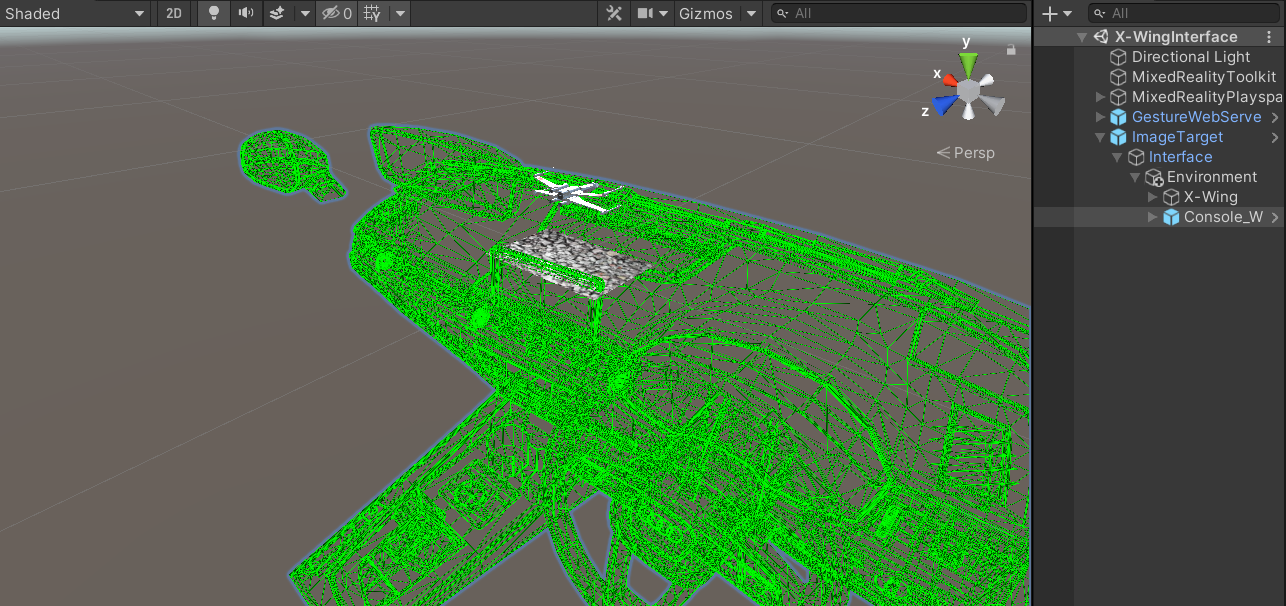 Shaded 2D 0 Gizmos All All
X-WingInterface
y
Directional Light
x
MixedRealityToolkit
MixedRealityPlayspa
z
GestureWebServe
ImageTarget
Persp
Interface
Environment
X-Wing
Console_W